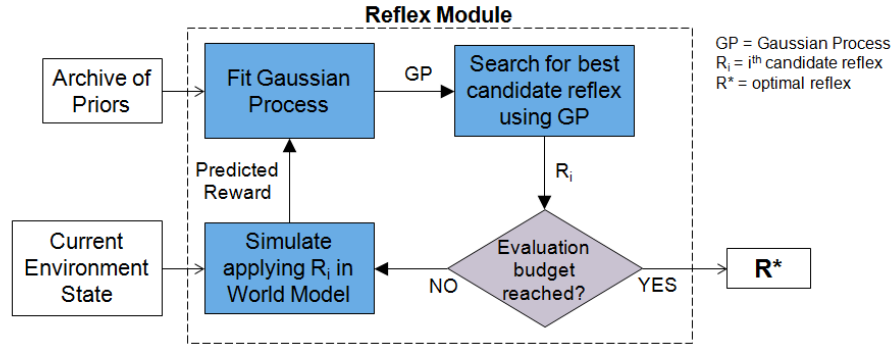 Reflex Module
Archive of
Priors
Fit Gaussian
Process
GP
Search for best
candidate reflex
using GP
GP = Gaussian Process
Ri = ith candidate reflex
R* = optimal reflex
Predicted
Reward
Ri
Current
Environment
State
Simulate
applying Ri in
World Model
NO
Evaluation
budget
reached?
YES
R*